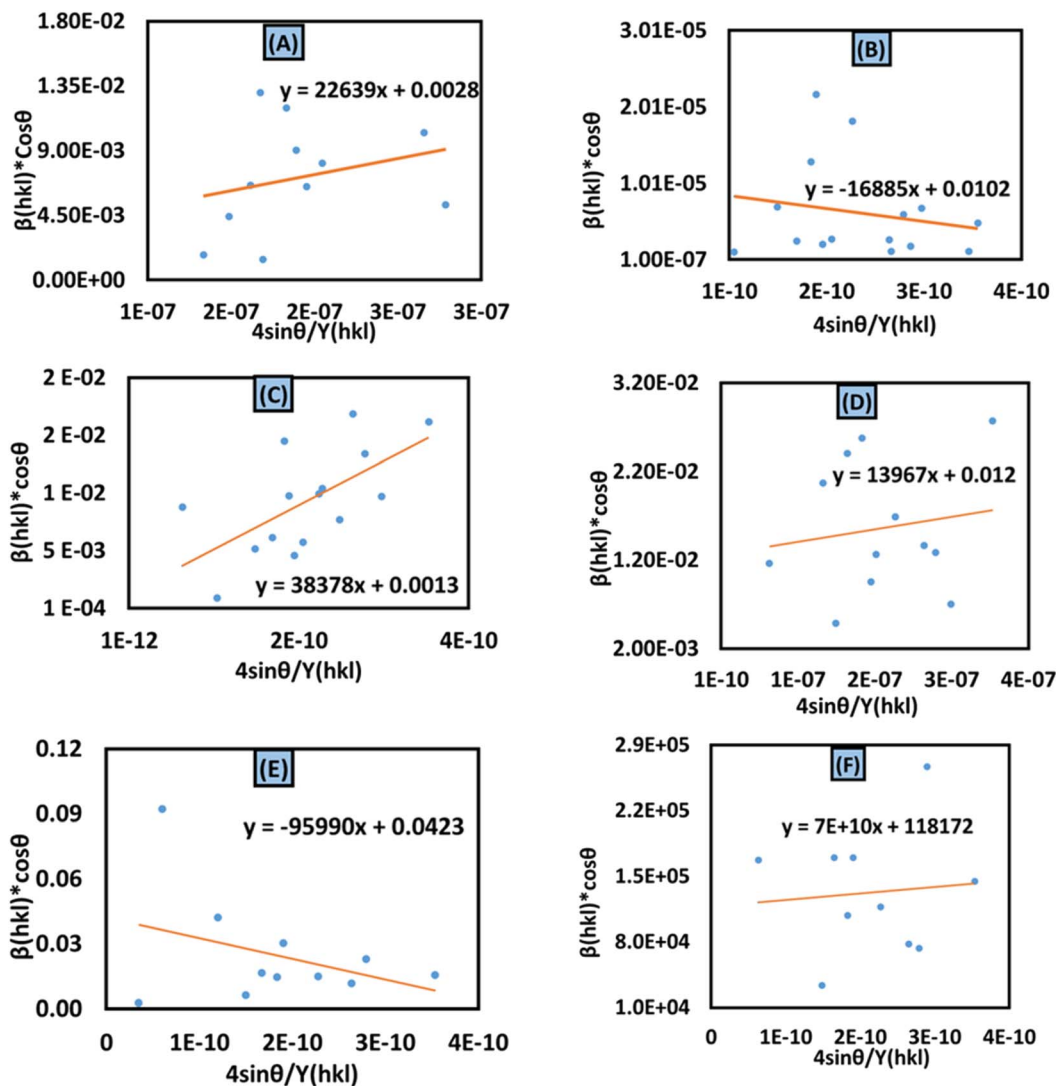 (A)
y = 22639x + 0.0028
1.80E-02
1.35E-02
9.00E-03
4.50E-03
0.00E+00
β(hkl)*Cosθ
1E-07 2E-07 2E-07 3E-07 3E-07
4sinθ/Y(hkl)
(B)
y = -16885x + 0.0102
3.01E-05
2.01E-05
1.01E-05
1.00E-07
β(hkl)*cosθ
1E-10 2E-10 3E-10 4E-10
4sinθ/Y(hkl)
(C)
y = 38378x + 0.0013
2 E-02
2 E-02
1 E-02
5 E-03
1 E-04
β(hkl)*cosθ
1E-12 2E-10 4E-10
4sinθ/Y(hkl)
(D)
y = 13967x + 0.012
3.20E-02
2.20E-02
1.20E-02
2.00E-03
β(hkl)*cosθ
1E-10 1E-07 2E-07 3E-07 4E-07
4sinθ/Y(hkl)
(E)
y = -95990x + 0.0423
0.12
0.09
0.06
0.03
0.00
β(hkl)*cosθ
0 1E-10 2E-10 3E-10 4E-10
4sinθ/Y(hkl)
(F)
y = 7E+10x + 118172
2.9E+05
2.2E+05
1.5E+05
8.0E+04
1.0E+04
β(hkl)*cosθ
0 1E-10 2E-10 3E-10 4E-10
4sinθ/Y(hkl)